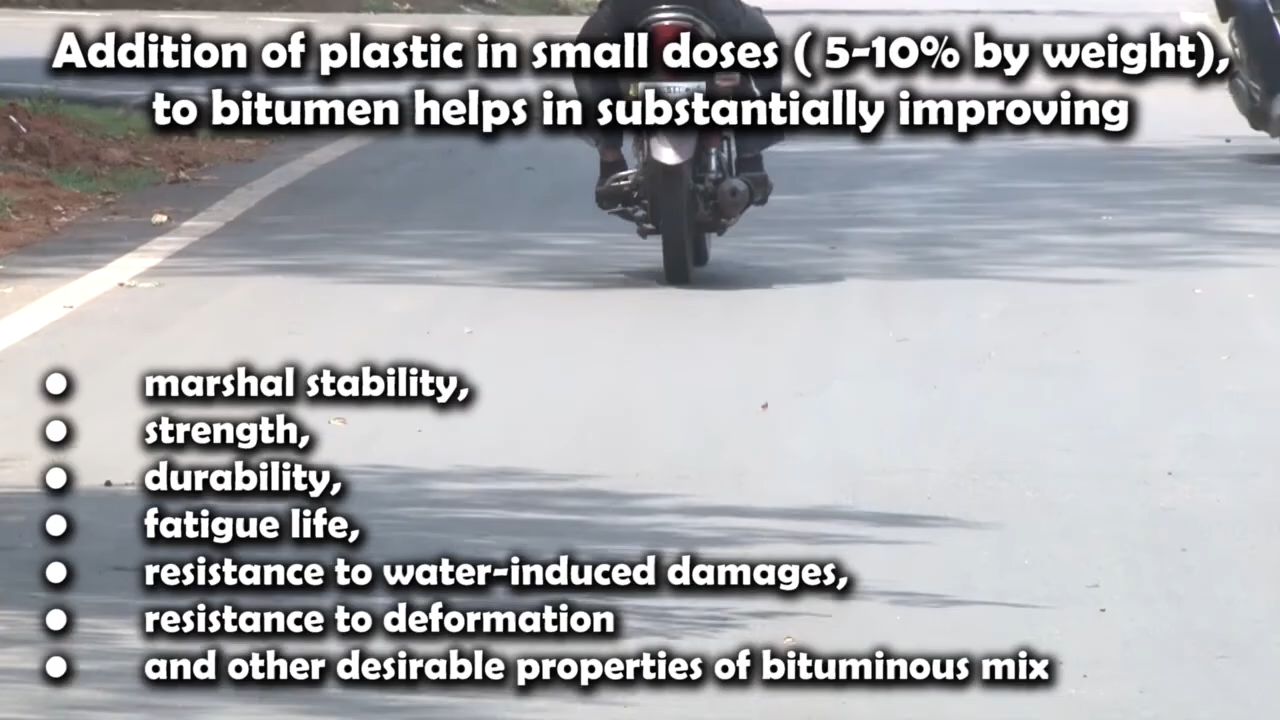 Addition of plastic in small doses ( 5-10% by weight),
to bitumen helps in substantially improving
● marshal stability,
● strength,
● durability,
● fatigue life,
● resistance to water-induced damages,
● resistance to deformation
● and other desirable properties of bituminous mix